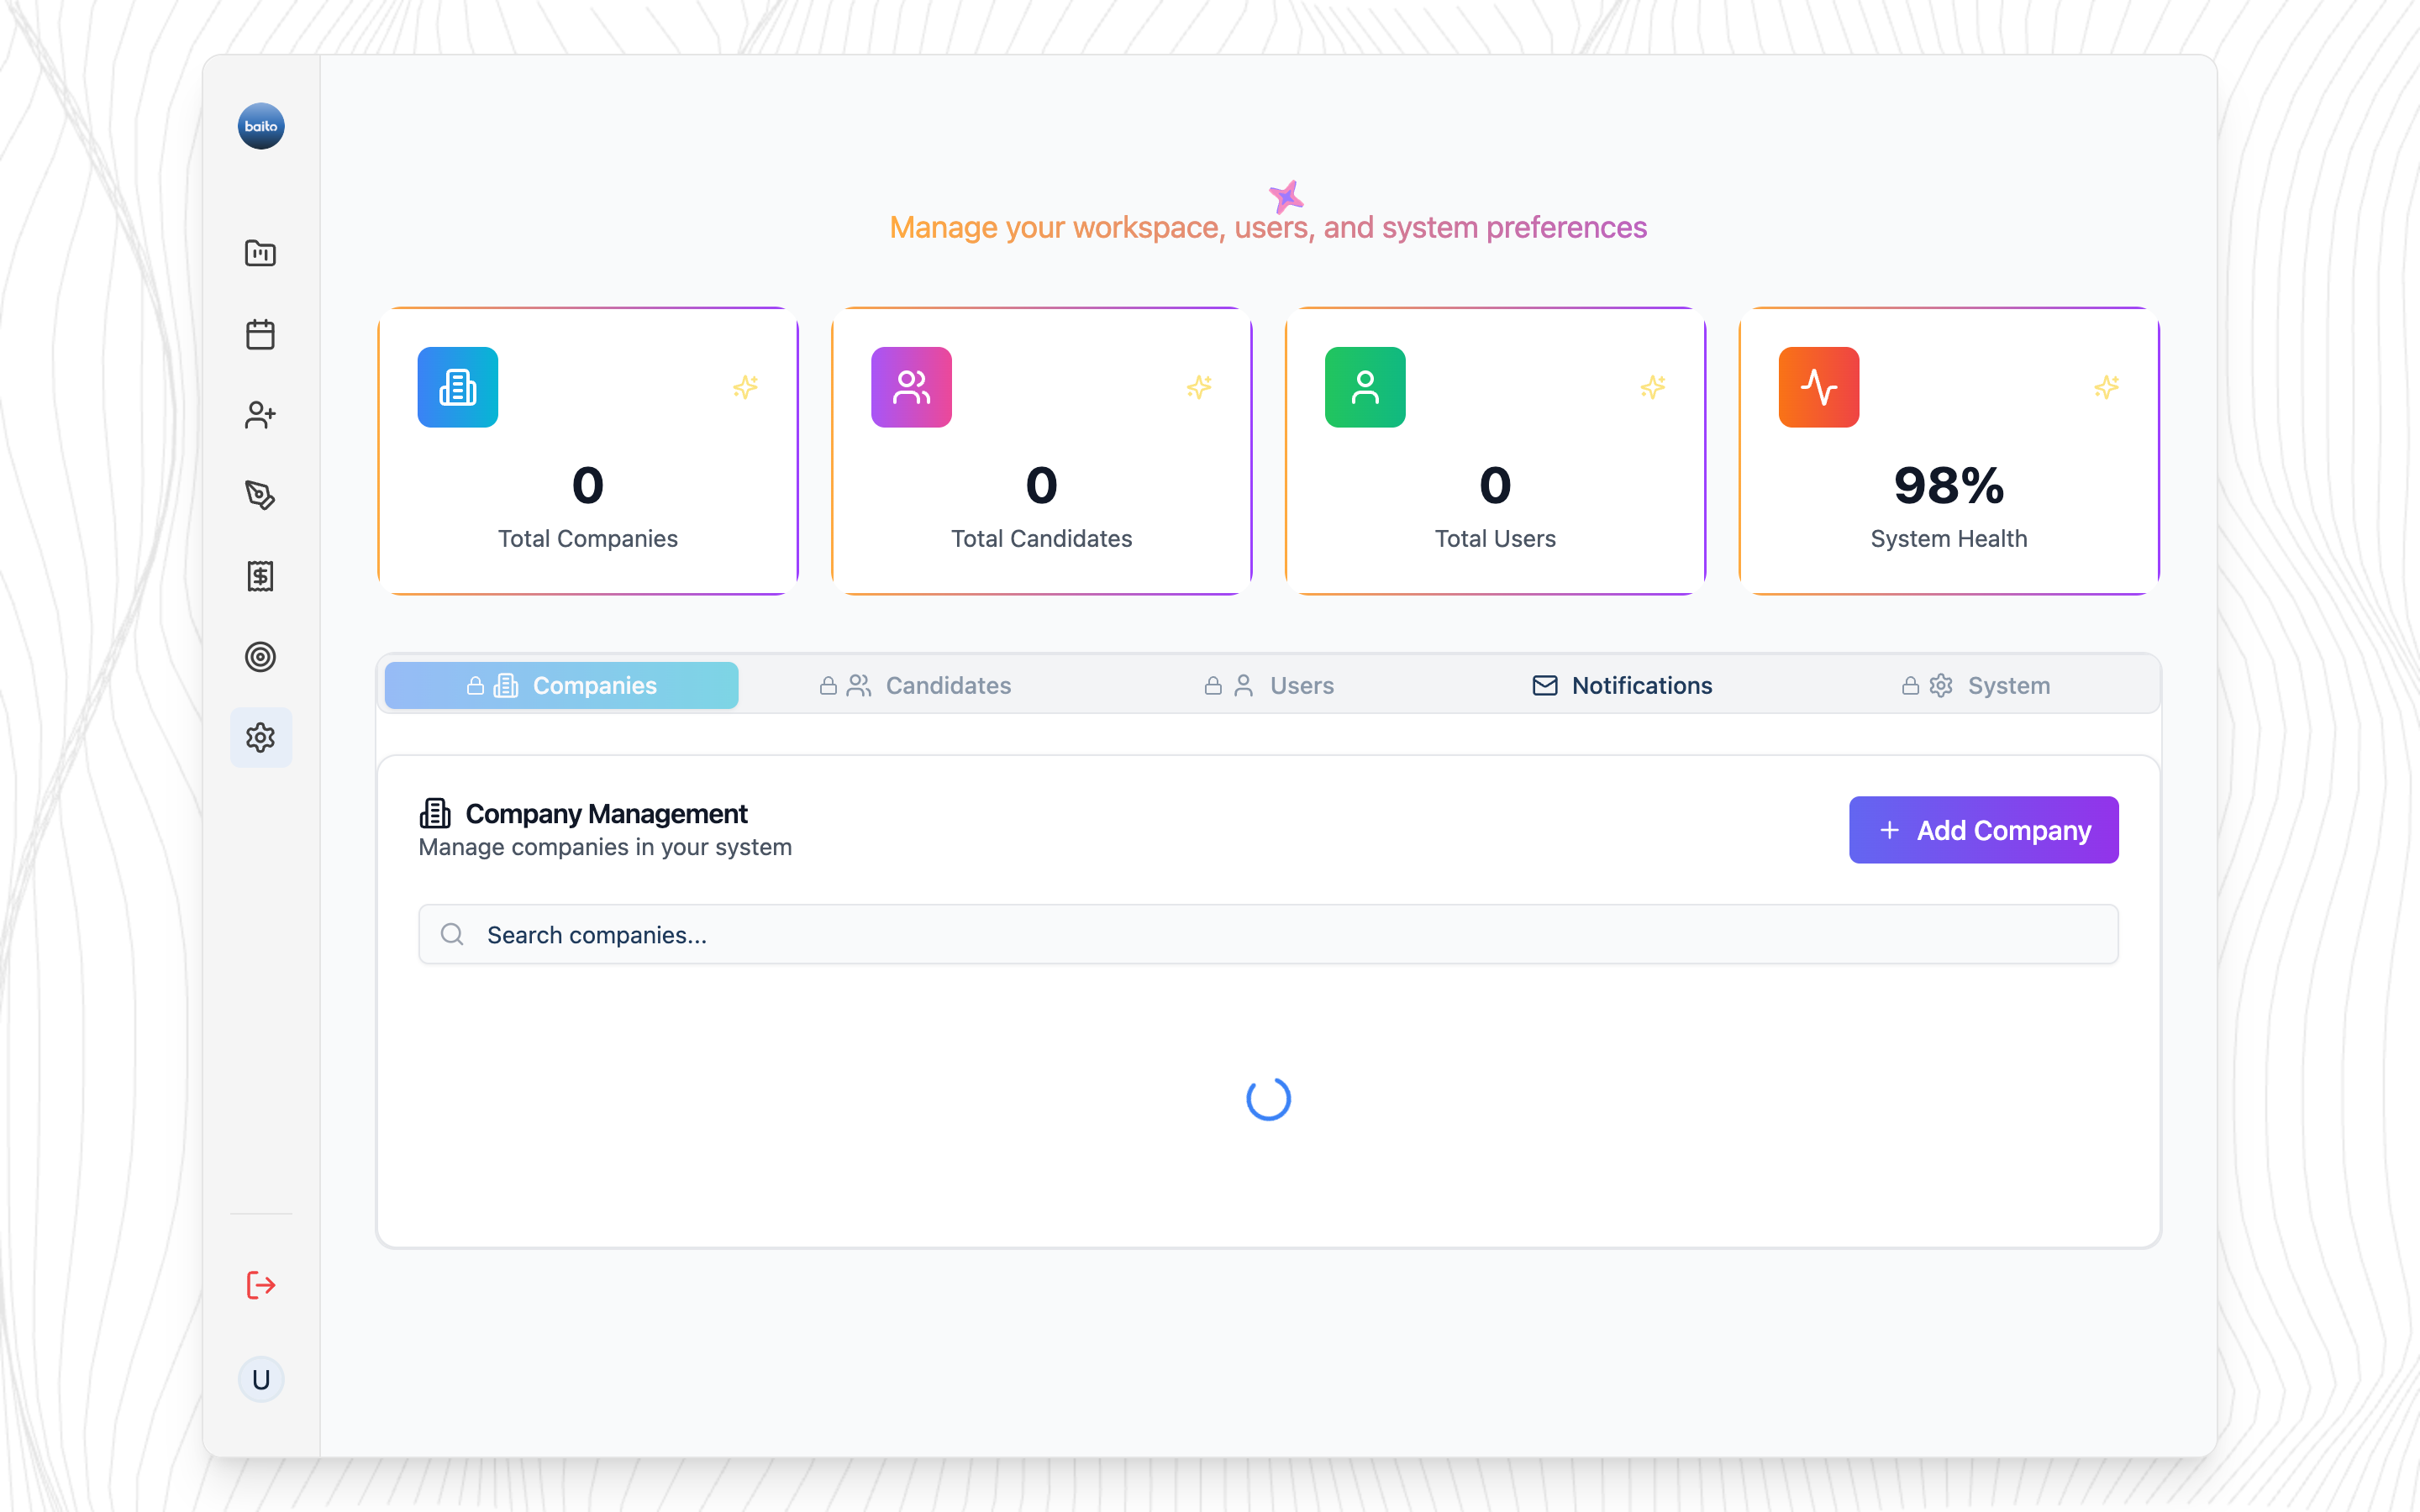 baito
Manage your workspace, users, and system preferences
0
Total Companies
0
Total Candidates
0
Total Users
98%
System Health
Companies
Candidates
Users
Notifications
System
Company Management
Manage companies in your system
Add Company
Search companies...
U